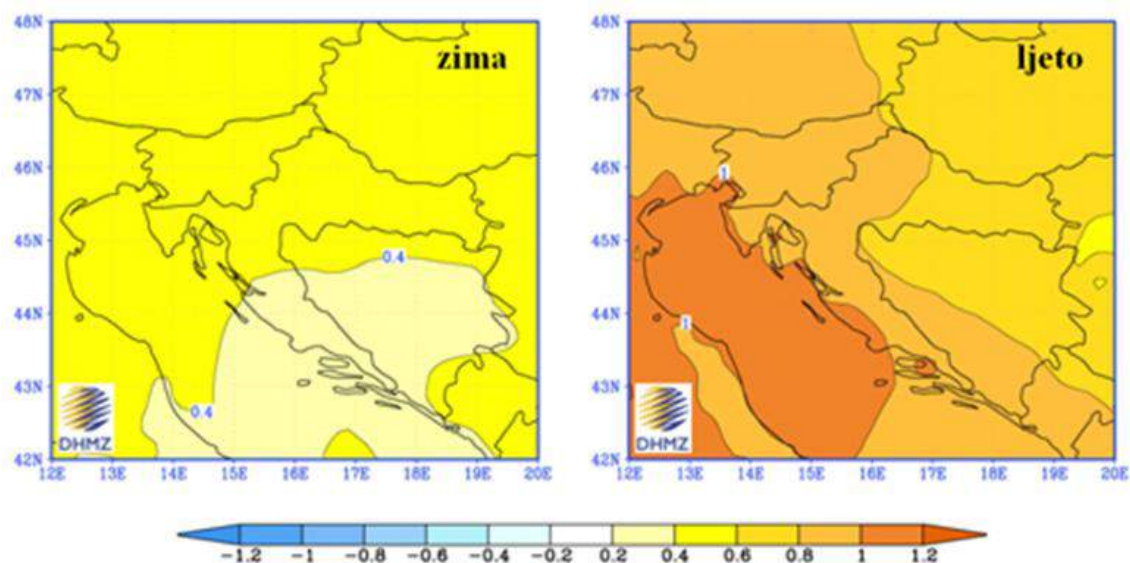 48N
zima
47N
46N
45N
0.4
44N
43N
0.4
DHMZ
42N
12E 13E 14E 15E 16E 17E 18E 19E 20E
48N
ljeto
47N
46N
1
45N
44N
1
43N
DHMZ
42N
12E 13E 14E 15E 16E 17E 18E 19E 20E
-1.2 -1 -0.8 -0.6 -0.4 -0.2 0.2 0.4 0.6 0.8 1 1.2